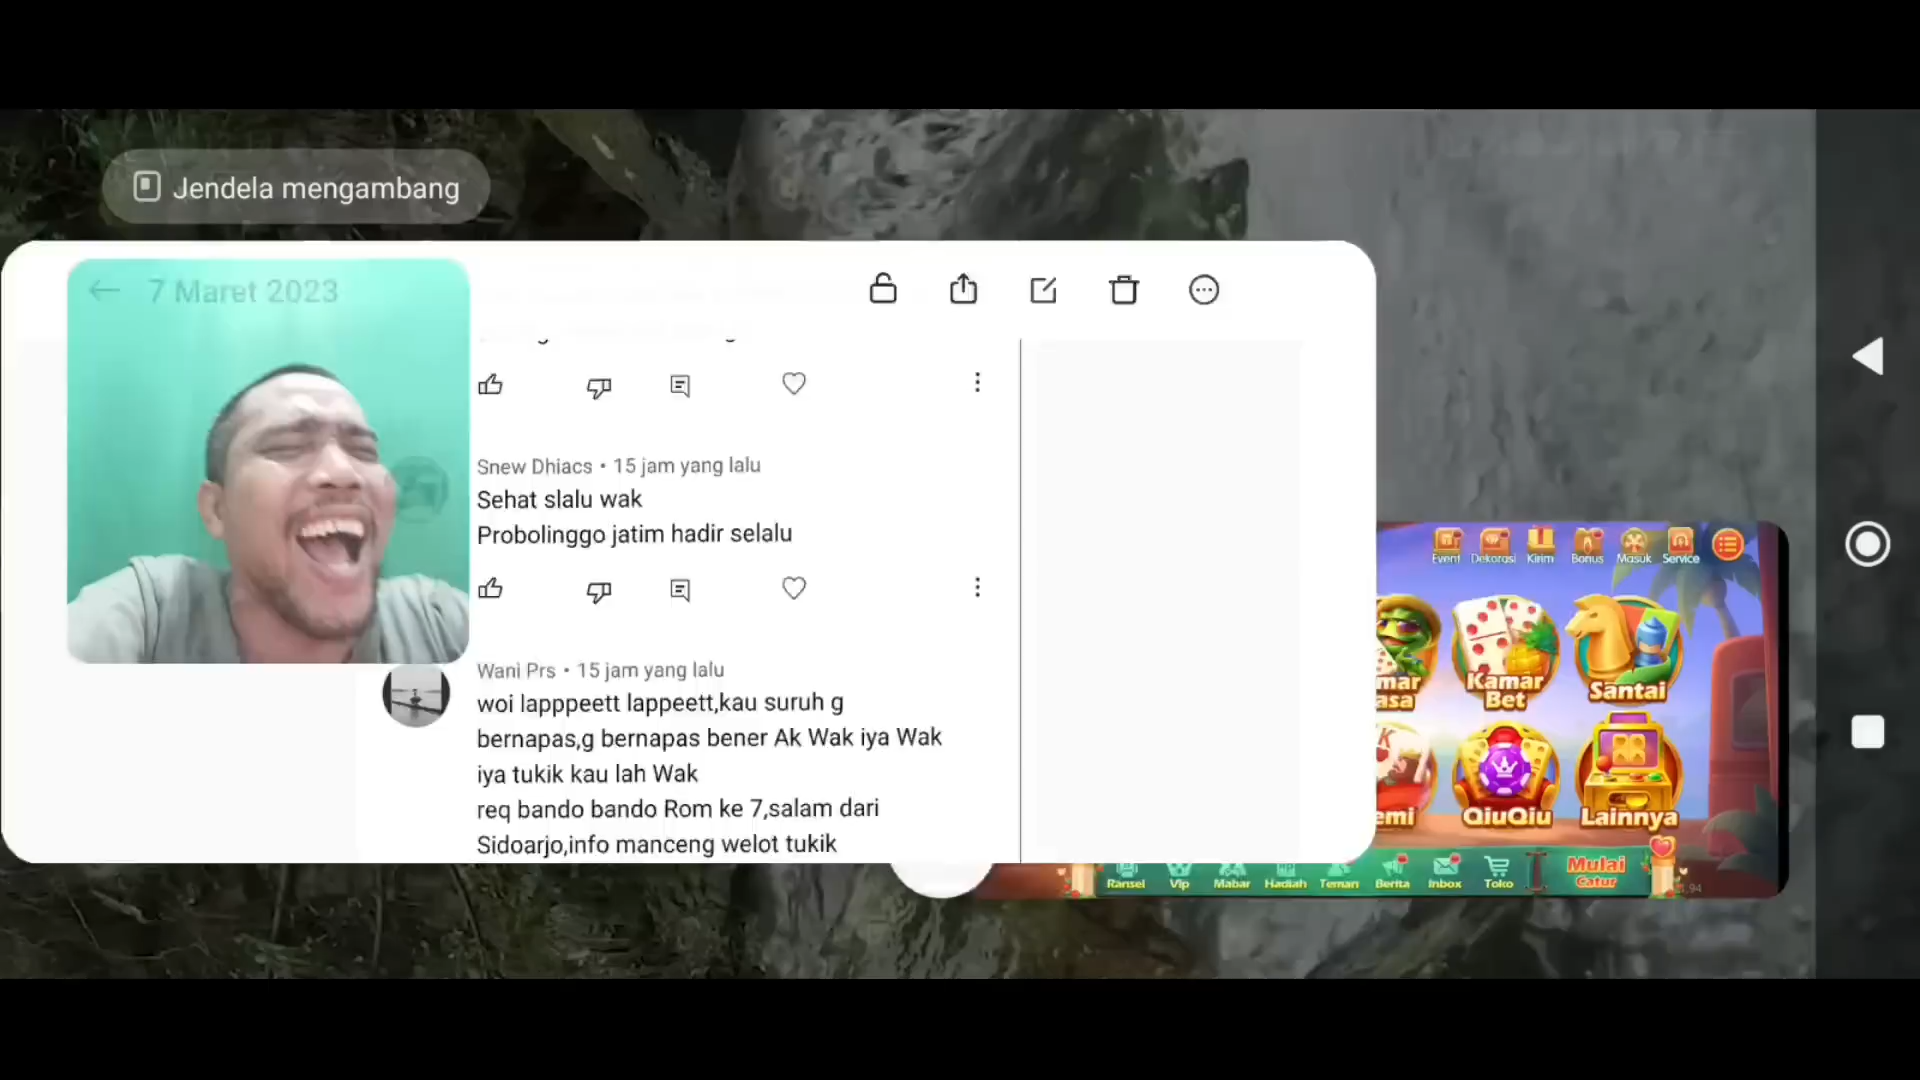 Jendela mengambang
7 Maret 2023
Snew Dhiacs • 15 jam yang lalu
Sehat slalu wak
Probolinggo jatim hadir selalu
Wani Prs • 15 jam yang lalu
woi lapppeett lappeett,kau suruh g
bernapas,g bernapas bener Ak Wak iya Wak
iya tukik kau lah Wak
req bando bando Rom ke 7,salam dari
Sidoarjo,info manceng welot tukik
Event Dekorasi Kirim Bonus Masuk Service
Kamar
Bet
Santai
QiuQiu
Lainnya
Ransel Vip Mabar Hadiah Teman Berita Inbox Toko
Mulai
Catur